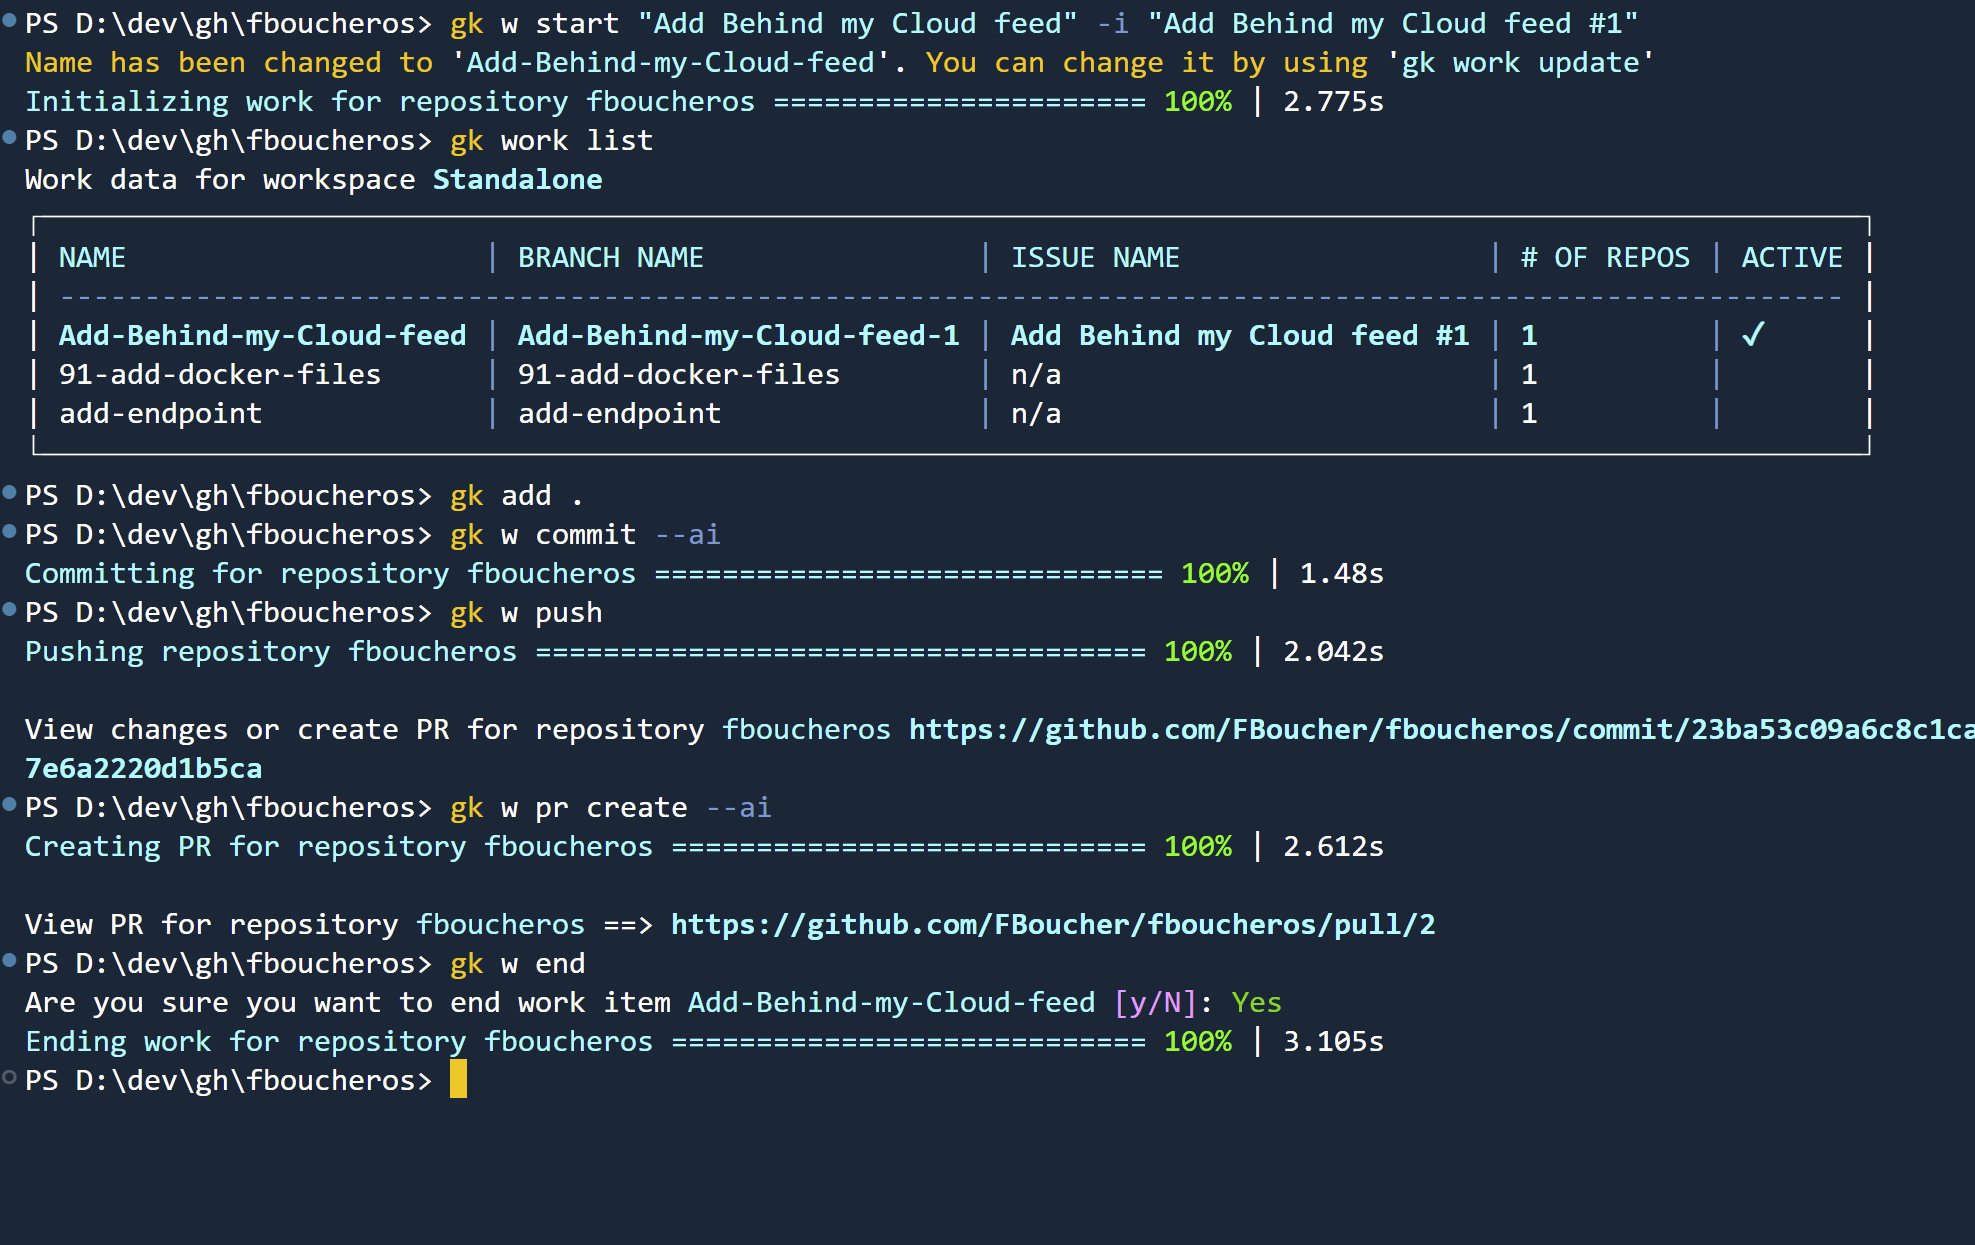 PS D:\dev\gh\fboucheros> gk w start "Add Behind my Cloud feed" -i "Add Behind my Cloud feed #1"
Name has been changed to 'Add-Behind-my-Cloud-feed'. You can change it by using 'gk work update'
Initializing work for repository fboucheros ====================== 100% | 2.775s
PS D:\dev\gh\fboucheros> gk work list
Work data for workspace Standalone
NAME | BRANCH NAME | ISSUE NAME | # OF REPOS | ACTIVE
Add-Behind-my-Cloud-feed | Add-Behind-my-Cloud-feed-1 | Add Behind my Cloud feed #1 | 1 | ✓
91-add-docker-files | 91-add-docker-files | n/a | 1 |
add-endpoint | add-endpoint | n/a | 1 |
PS D:\dev\gh\fboucheros> gk add .
PS D:\dev\gh\fboucheros> gk w commit --ai
Committing for repository fboucheros ============================== 100% | 1.48s
PS D:\dev\gh\fboucheros> gk w push
Pushing repository fboucheros ==================================== 100% | 2.042s
View changes or create PR for repository fboucheros https://github.com/FBoucher/fboucheros/commit/23ba53c09a6c8c1ca
7e6a2220d1b5ca
PS D:\dev\gh\fboucheros> gk w pr create --ai
Creating PR for repository fboucheros ============================ 100% | 2.612s
View PR for repository fboucheros ==> https://github.com/FBoucher/fboucheros/pull/2
PS D:\dev\gh\fboucheros> gk w end
Are you sure you want to end work item Add-Behind-my-Cloud-feed [y/N]: Yes
Ending work for repository fboucheros ============================ 100% | 3.105s
PS D:\dev\gh\fboucheros>